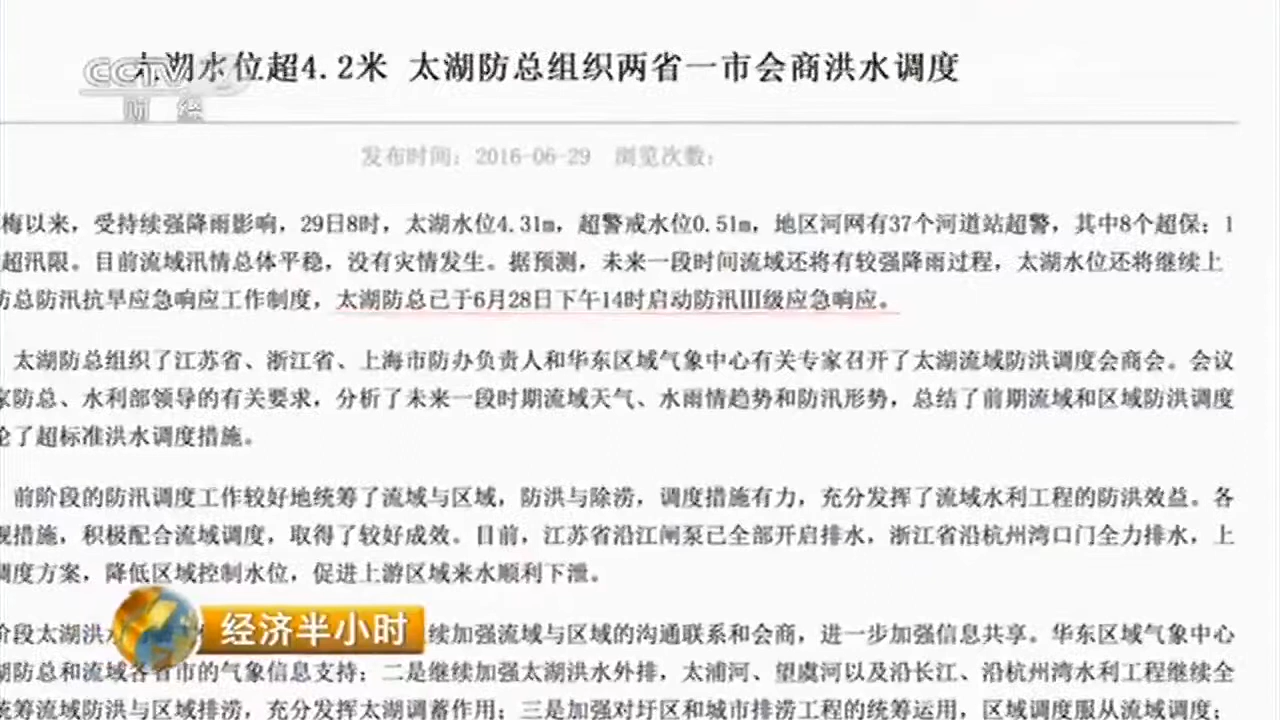 CCTV 2
财 经
太湖水位超4.2米 太湖防总组织两省一市会商洪水调度
发布时间：2016-06-29 浏览次数：
梅以来，受持续强降雨影响，29日8时，太湖水位4.31m，超警戒水位0.51m，地区河网有37个河道站超警，其中8个超保；1
超汛限。目前流域汛情总体平稳，没有灾情发生。据预测，未来一段时间流域还将有较强降雨过程，太湖水位还将继续上
防总防汛抗旱应急响应工作制度，太湖防总已于6月28日下午14时启动防汛III级应急响应。
太湖防总组织了江苏省、浙江省、上海市防办负责人和华东区域气象中心有关专家召开了太湖流域防洪调度会商会。会议
家防总、水利部领导的有关要求，分析了未来一段时期流域天气、水雨情趋势和防汛形势，总结了前期流域和区域防洪调度
论了超标准洪水调度措施。
前阶段的防汛调度工作较好地统筹了流域与区域，防洪与除涝，调度措施有力，充分发挥了流域水利工程的防洪效益。各
措施，积极配合流域调度，取得了较好成效。目前，江苏省沿江闸泵已全部开启排水，浙江省沿杭州湾口门全力排水，上
调度方案，降低区域控制水位，促进上游区域来水顺利下泄。
阶段太湖洪 续加强流域与区域的沟通联系和会商，进一步加强信息共享。华东区域气象中心
经济半小时
湖防总和流域各省市的气象信息支持；二是继续加强太湖洪水外排，太浦河、望虞河以及沿长江、沿杭州湾水利工程继续全
统筹流域防洪与区域排涝，充分发挥太湖调蓄作用；三是加强对圩区和城市排涝工程的统筹运用，区域调度服从流域调度；